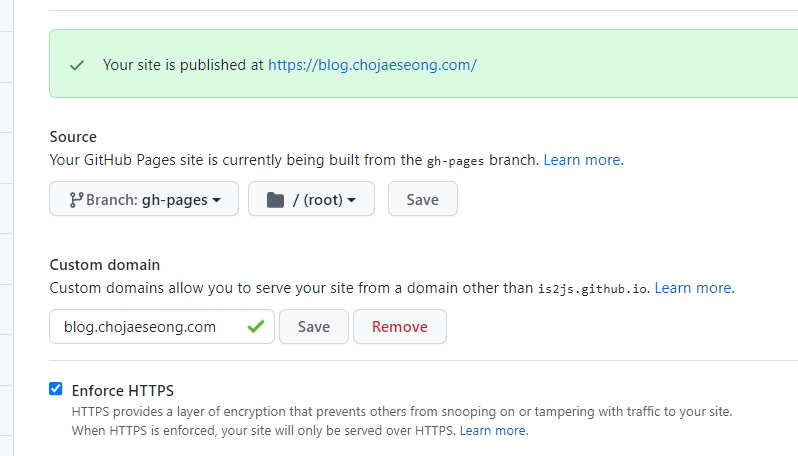 Your site is published at https://blog.chojaeseong.com/
Source
Your GitHub Pages site is currently being built from the gh-pages branch. Learn more.
Branch: gh-pages
/ (root)
Save
Custom domain
Custom domains allow you to serve your site from a domain other than is2js.github.io. Learn more.
blog.chojaeseong.com
Save
Remove
Enforce HTTPS
HTTPS provides a layer of encryption that prevents others from snooping on or tampering with traffic to your site.
When HTTPS is enforced, your site will only be served over HTTPS. Learn more.